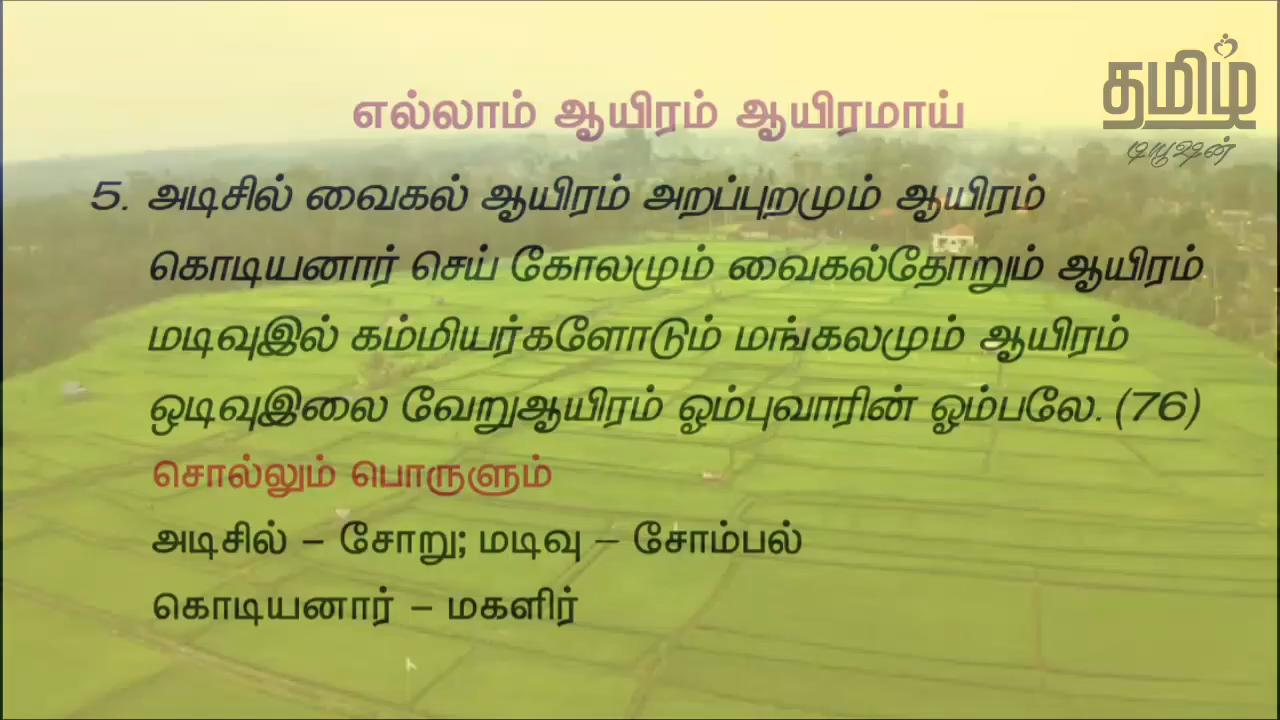 தமிழ்
டியூஷன்
எல்லாம் ஆயிரம் ஆயிரமாய்
5. அடிசில் வைகல் ஆயிரம் அறப்புறமும் ஆயிரம்
கொடியனார் செய் கோலமும் வைகல்தோறும் ஆயிரம்
மடிவுஇல் கம்மியர்களோடும் மங்கலமும் ஆயிரம்
ஒடிவுஇலை வேறுஆயிரம் ஓம்புவாரின் ஓம்பலே. (76)
சொல்லும் பொருளும்
அடிசில் – சோறு; மடிவு – சோம்பல்
கொடியனார் – மகளிர்